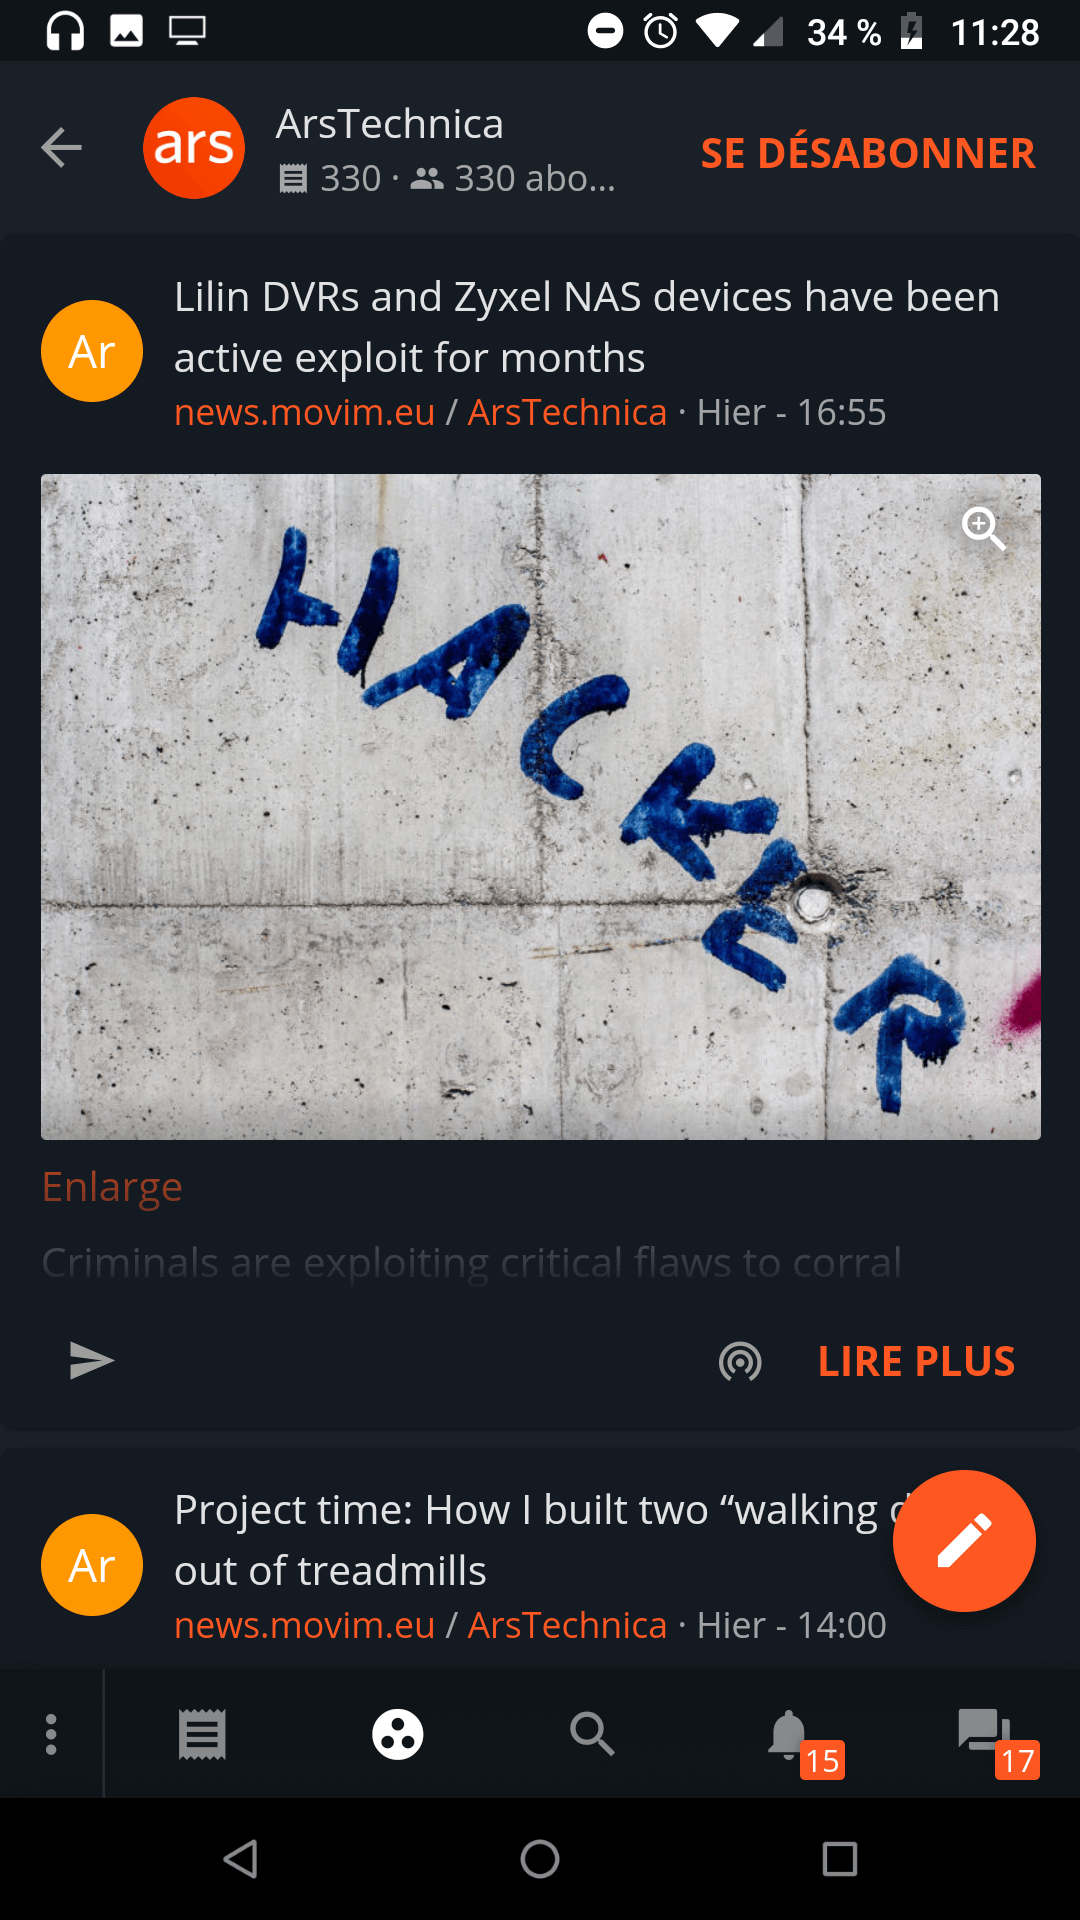 34 % 11:28
ars
ArsTechnica
330 · 330 abo...
SE DÉSABONNER
Ar
Lilin DVRs and Zyxel NAS devices have been
active exploit for months
news.movim.eu / ArsTechnica · Hier - 16:55
HACKER
Enlarge
Criminals are exploiting critical flaws to corral
LIRE PLUS
Ar
Project time: How I built two “walking
out of treadmills
news.movim.eu / ArsTechnica · Hier - 14:00
15
17